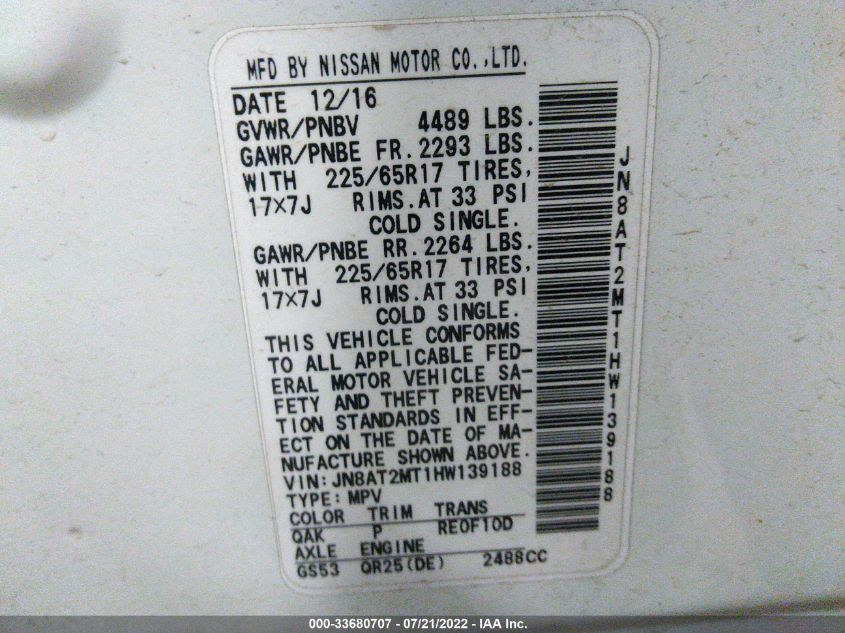 MFD BY NISSAN MOTOR CO.,LTD.
DATE 12/16
GVWR/PNBV 4489 LBS.
GAWR/PNBE FR.2293 LBS.
WITH 225/65R17 TIRES,
17×7J RIMS.AT 33 PSI
COLD SINGLE.
GAWR/PNBE RR.2264 LBS.
WITH 225/65R17 TIRES,
17×7J RIMS.AT 33 PSI
COLD SINGLE.
THIS VEHICLE CONFORMS
TO ALL APPLICABLE FED-
ERAL MOTOR VEHICLE SA-
FETY AND THEFT PREVEN-
TION STANDARDS IN EFF-
ECT ON THE DATE OF MA-
NUFACTURE SHOWN ABOVE.
VIN:JN8AT2MT1HW139188
TYPE:MPV
COLOR TRIM TRANS
QAK P RE0F10D
AXLE ENGINE
GS53 QR25(DE) 2488CC
JN8AT2MT1HW139188
000-33680707 - 07/21/2022 - IAA Inc.